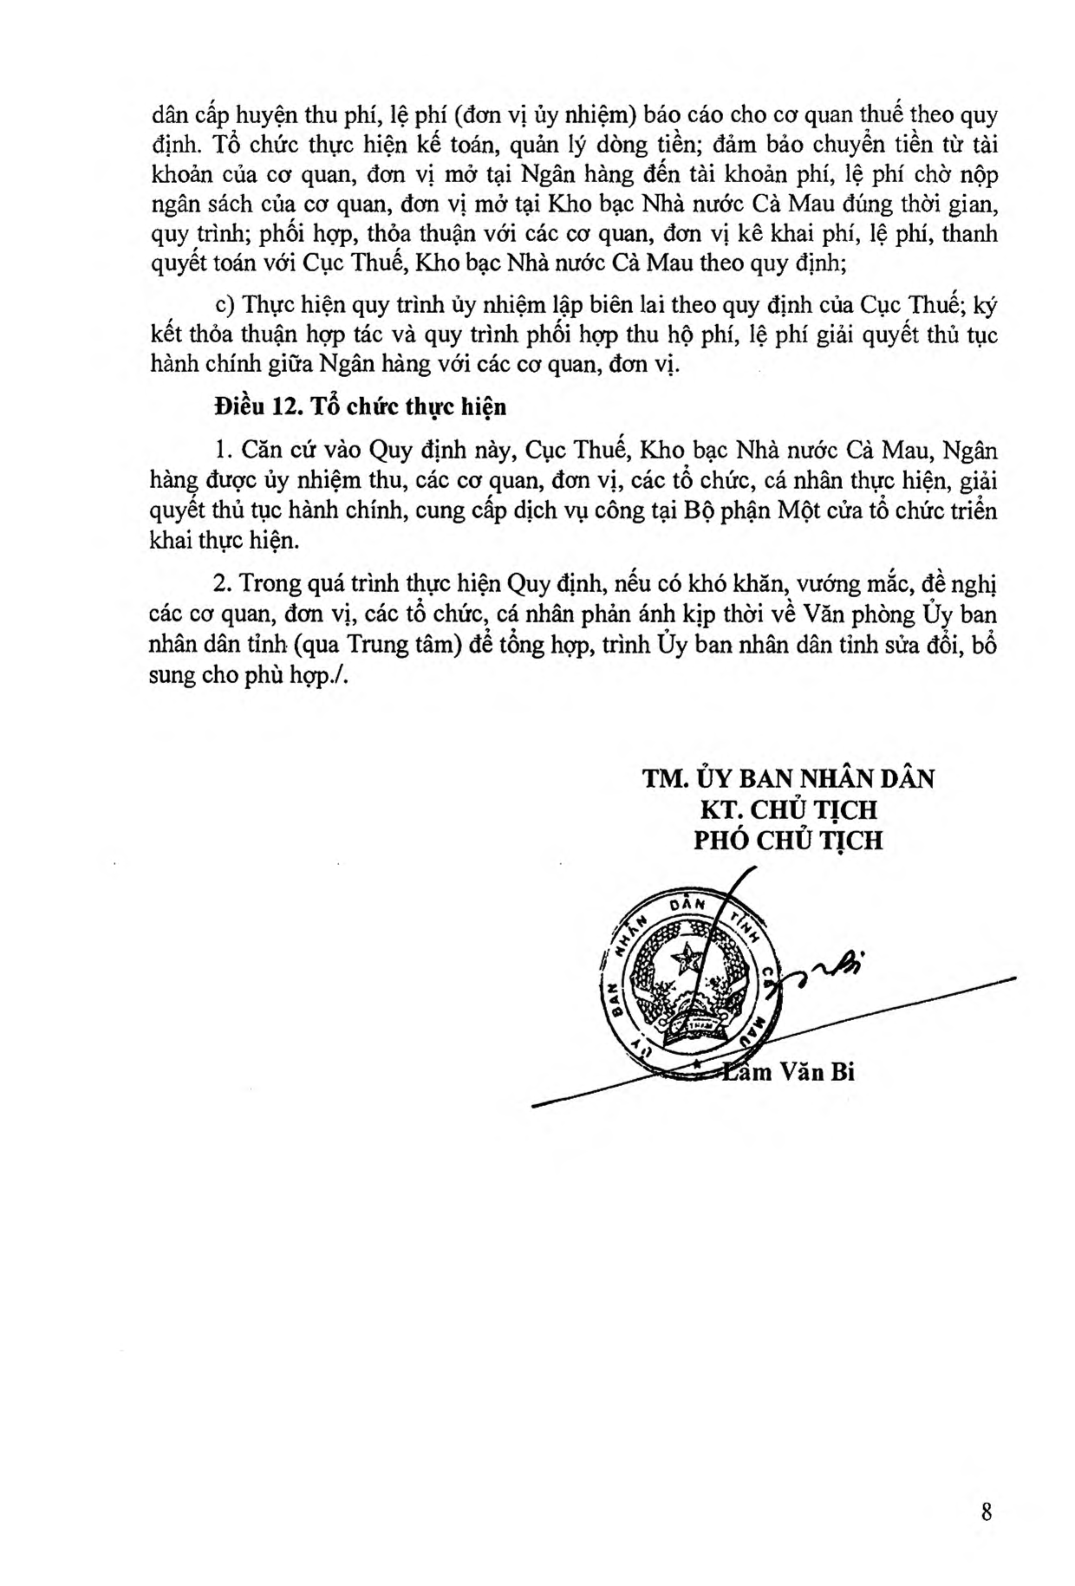 dân cấp huyện thu phí, lệ phí (đơn vị ủy nhiệm) báo cáo cho cơ quan thuế theo quy
định. Tổ chức thực hiện kế toán, quản lý dòng tiền; đảm bảo chuyển tiền từ tài
khoản của cơ quan, đơn vị mở tại Ngân hàng đến tài khoản phí, lệ phí chờ nộp
ngân sách của cơ quan, đơn vị mở tại Kho bạc Nhà nước Cà Mau đúng thời gian,
quy trình; phối hợp, thỏa thuận với các cơ quan, đơn vị kê khai phí, lệ phí, thanh
quyết toán với Cục Thuế, Kho bạc Nhà nước Cà Mau theo quy định;
c) Thực hiện quy trình ủy nhiệm lập biên lai theo quy định của Cục Thuế; ký
kết thỏa thuận hợp tác và quy trình phối hợp thu hộ phí, lệ phí giải quyết thủ tục
hành chính giữa Ngân hàng với các cơ quan, đơn vị.
Điều 12. Tổ chức thực hiện
1. Căn cứ vào Quy định này, Cục Thuế, Kho bạc Nhà nước Cà Mau, Ngân
hàng được ủy nhiệm thu, các cơ quan, đơn vị, các tổ chức, cá nhân thực hiện, giải
quyết thủ tục hành chính, cung cấp dịch vụ công tại Bộ phận Một cửa tổ chức triển
khai thực hiện.
2. Trong quá trình thực hiện Quy định, nếu có khó khăn, vướng mắc, đề nghị
các cơ quan, đơn vị, các tổ chức, cá nhân phản ánh kịp thời về Văn phòng Ủy ban
nhân dân tỉnh (qua Trung tâm) để tổng hợp, trình Ủy ban nhân dân tỉnh sửa đổi, bổ
sung cho phù hợp./.
TM. ỦY BAN NHÂN DÂN
KT. CHỦ TỊCH
PHÓ CHỦ TỊCH
ỦY BAN NHÂN DÂN TỈNH CÀ MAU
Lâm Văn Bi
8